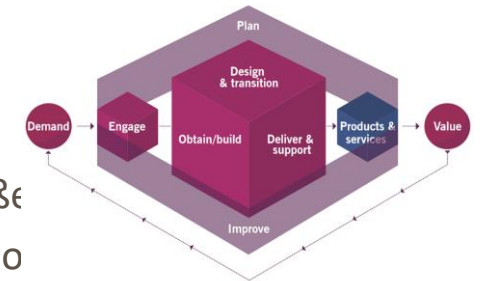 Plan
Design
& transition
Demand
Engage
Obtain/build
Deliver &
support
Products &
services
Value
Improve